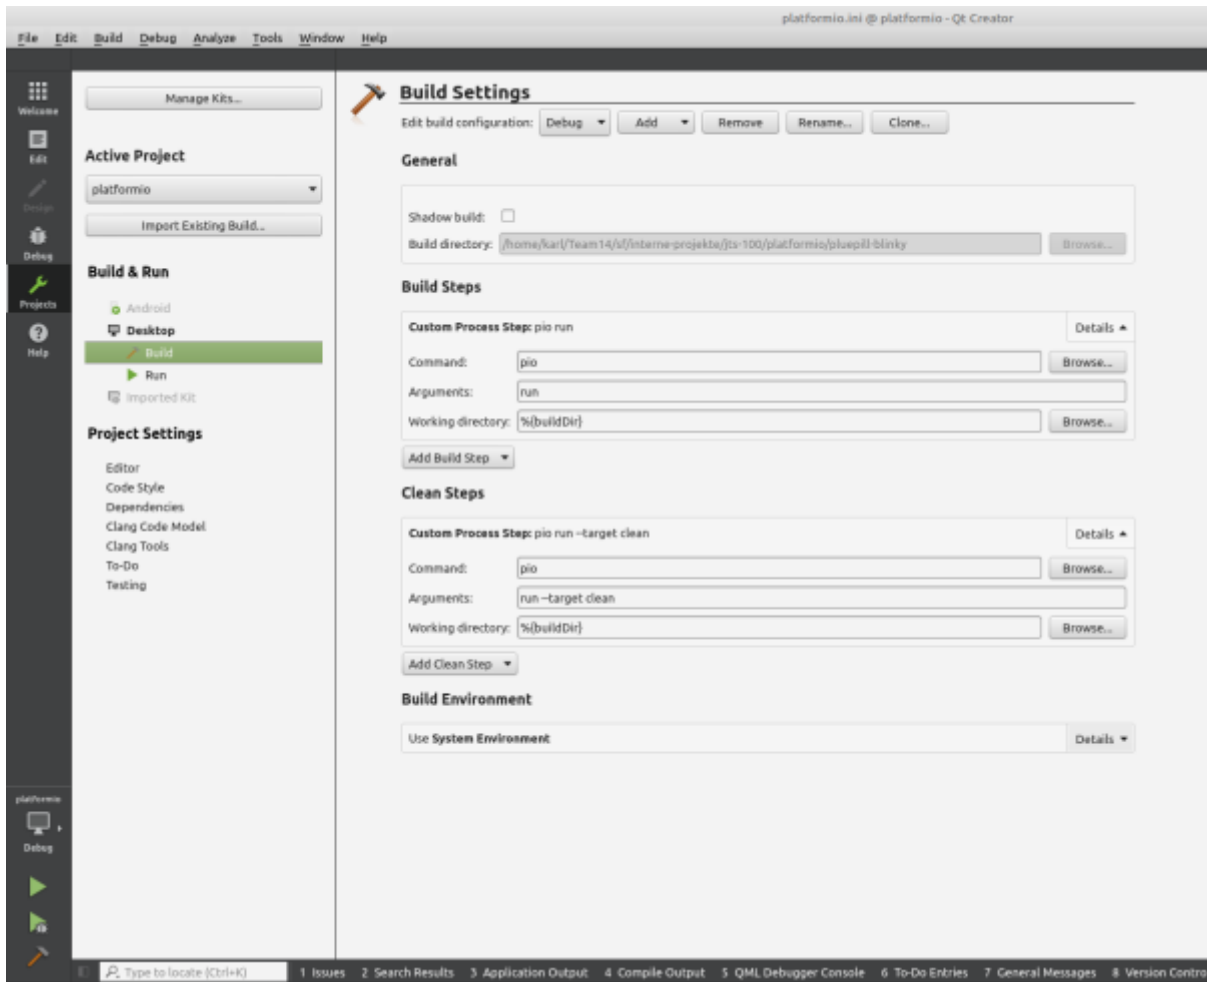 platformio.ini @ platformio - Qt Creator
File Edit Build Debug Analyze Tools Window Help
Welcome
Edit
Design
Debug
Projects
Help
Manage Kits...
Active Project
platformio
Import Existing Build...
Build & Run
Android
Desktop
Build
Run
Imported Kit
Project Settings
Editor
Code Style
Dependencies
Clang Code Model
Clang Tools
To-Do
Testing
Build Settings
Edit build configuration: Debug Add Remove Rename... Clone...
General
Shadow build:
Build directory: /home/karl/Team14/sf/interne-projekte/jts-100/platformio/pluepill-blinky Browse...
Build Steps
Custom Process Step: pio run Details
Command: pio Browse...
Arguments: run
Working directory: %{buildDir} Browse...
Add Build Step
Clean Steps
Custom Process Step: pio run --target clean Details
Command: pio Browse...
Arguments: run --target clean
Working directory: %{buildDir} Browse...
Add Clean Step
Build Environment
Use System Environment Details
platformio
Debug
Type to locate (Ctrl+K) 1 Issues 2 Search Results 3 Application Output 4 Compile Output 5 QML Debugger Console 6 To-Do Entries 7 General Messages 8 Version Contro